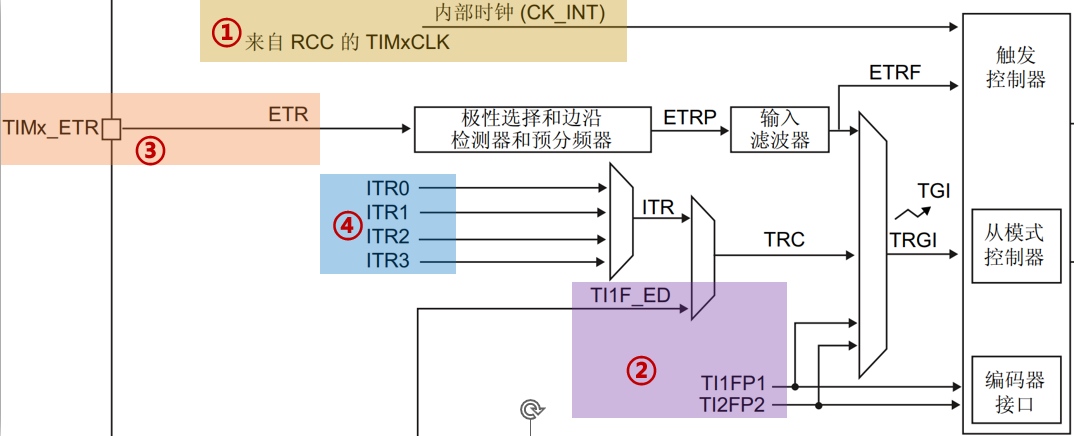 内部时钟 (CK_INT)
① 来自 RCC 的 TIMxCLK
触发
控制器
ETRF
TIMx_ETR
ETR
③
极性选择和边沿
检测器和预分频器
ETRP
输入
滤波器
④
ITR0
ITR1
ITR2
ITR3
ITR
TGI
TRC
TRGI
从模式
控制器
TI1F_ED
②
TI1FP1
TI2FP2
编码器
接口